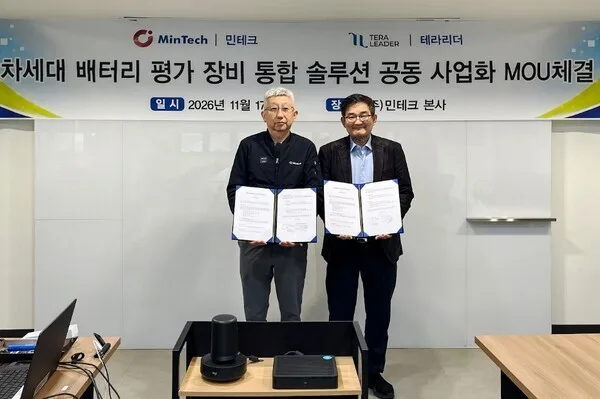 MinTech | 민테크
TERA LEADER | 테라리더
차세대 배터리 평가 장비 통합 솔루션 공동 사업화 MOU체결
일 시 2026년 11월 17
장 민테크 본사